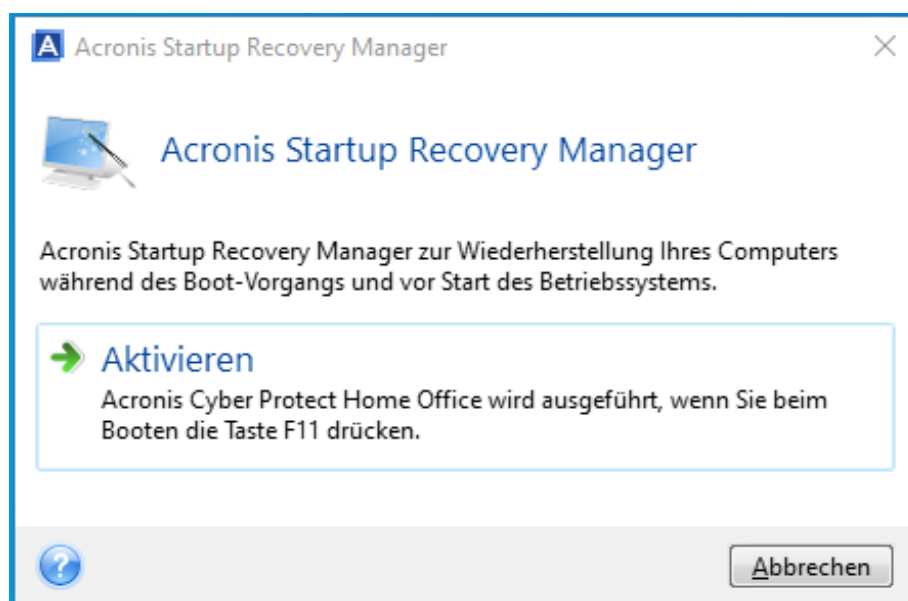 Acronis Startup Recovery Manager
Acronis Startup Recovery Manager
Acronis Startup Recovery Manager zur Wiederherstellung Ihres Computers
während des Boot-Vorgangs und vor Start des Betriebssystems.
Aktivieren
Acronis Cyber Protect Home Office wird ausgeführt, wenn Sie beim
Booten die Taste F11 drücken.
Abbrechen